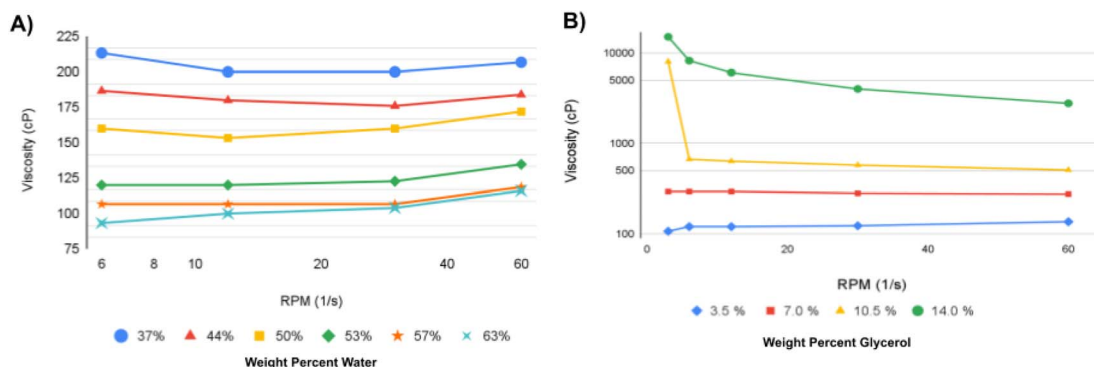 A)
225
200
175
150
125
100
75
Viscosity (cP)
6 8 10 20 40 60
RPM (1/s)
37% 44% 50% 53% 57% 63%
Weight Percent Water
B)
10000
5000
1000
500
100
Viscosity (cP)
0 20 40 60
RPM (1/s)
3.5 % 7.0 % 10.5 % 14.0 %
Weight Percent Glycerol